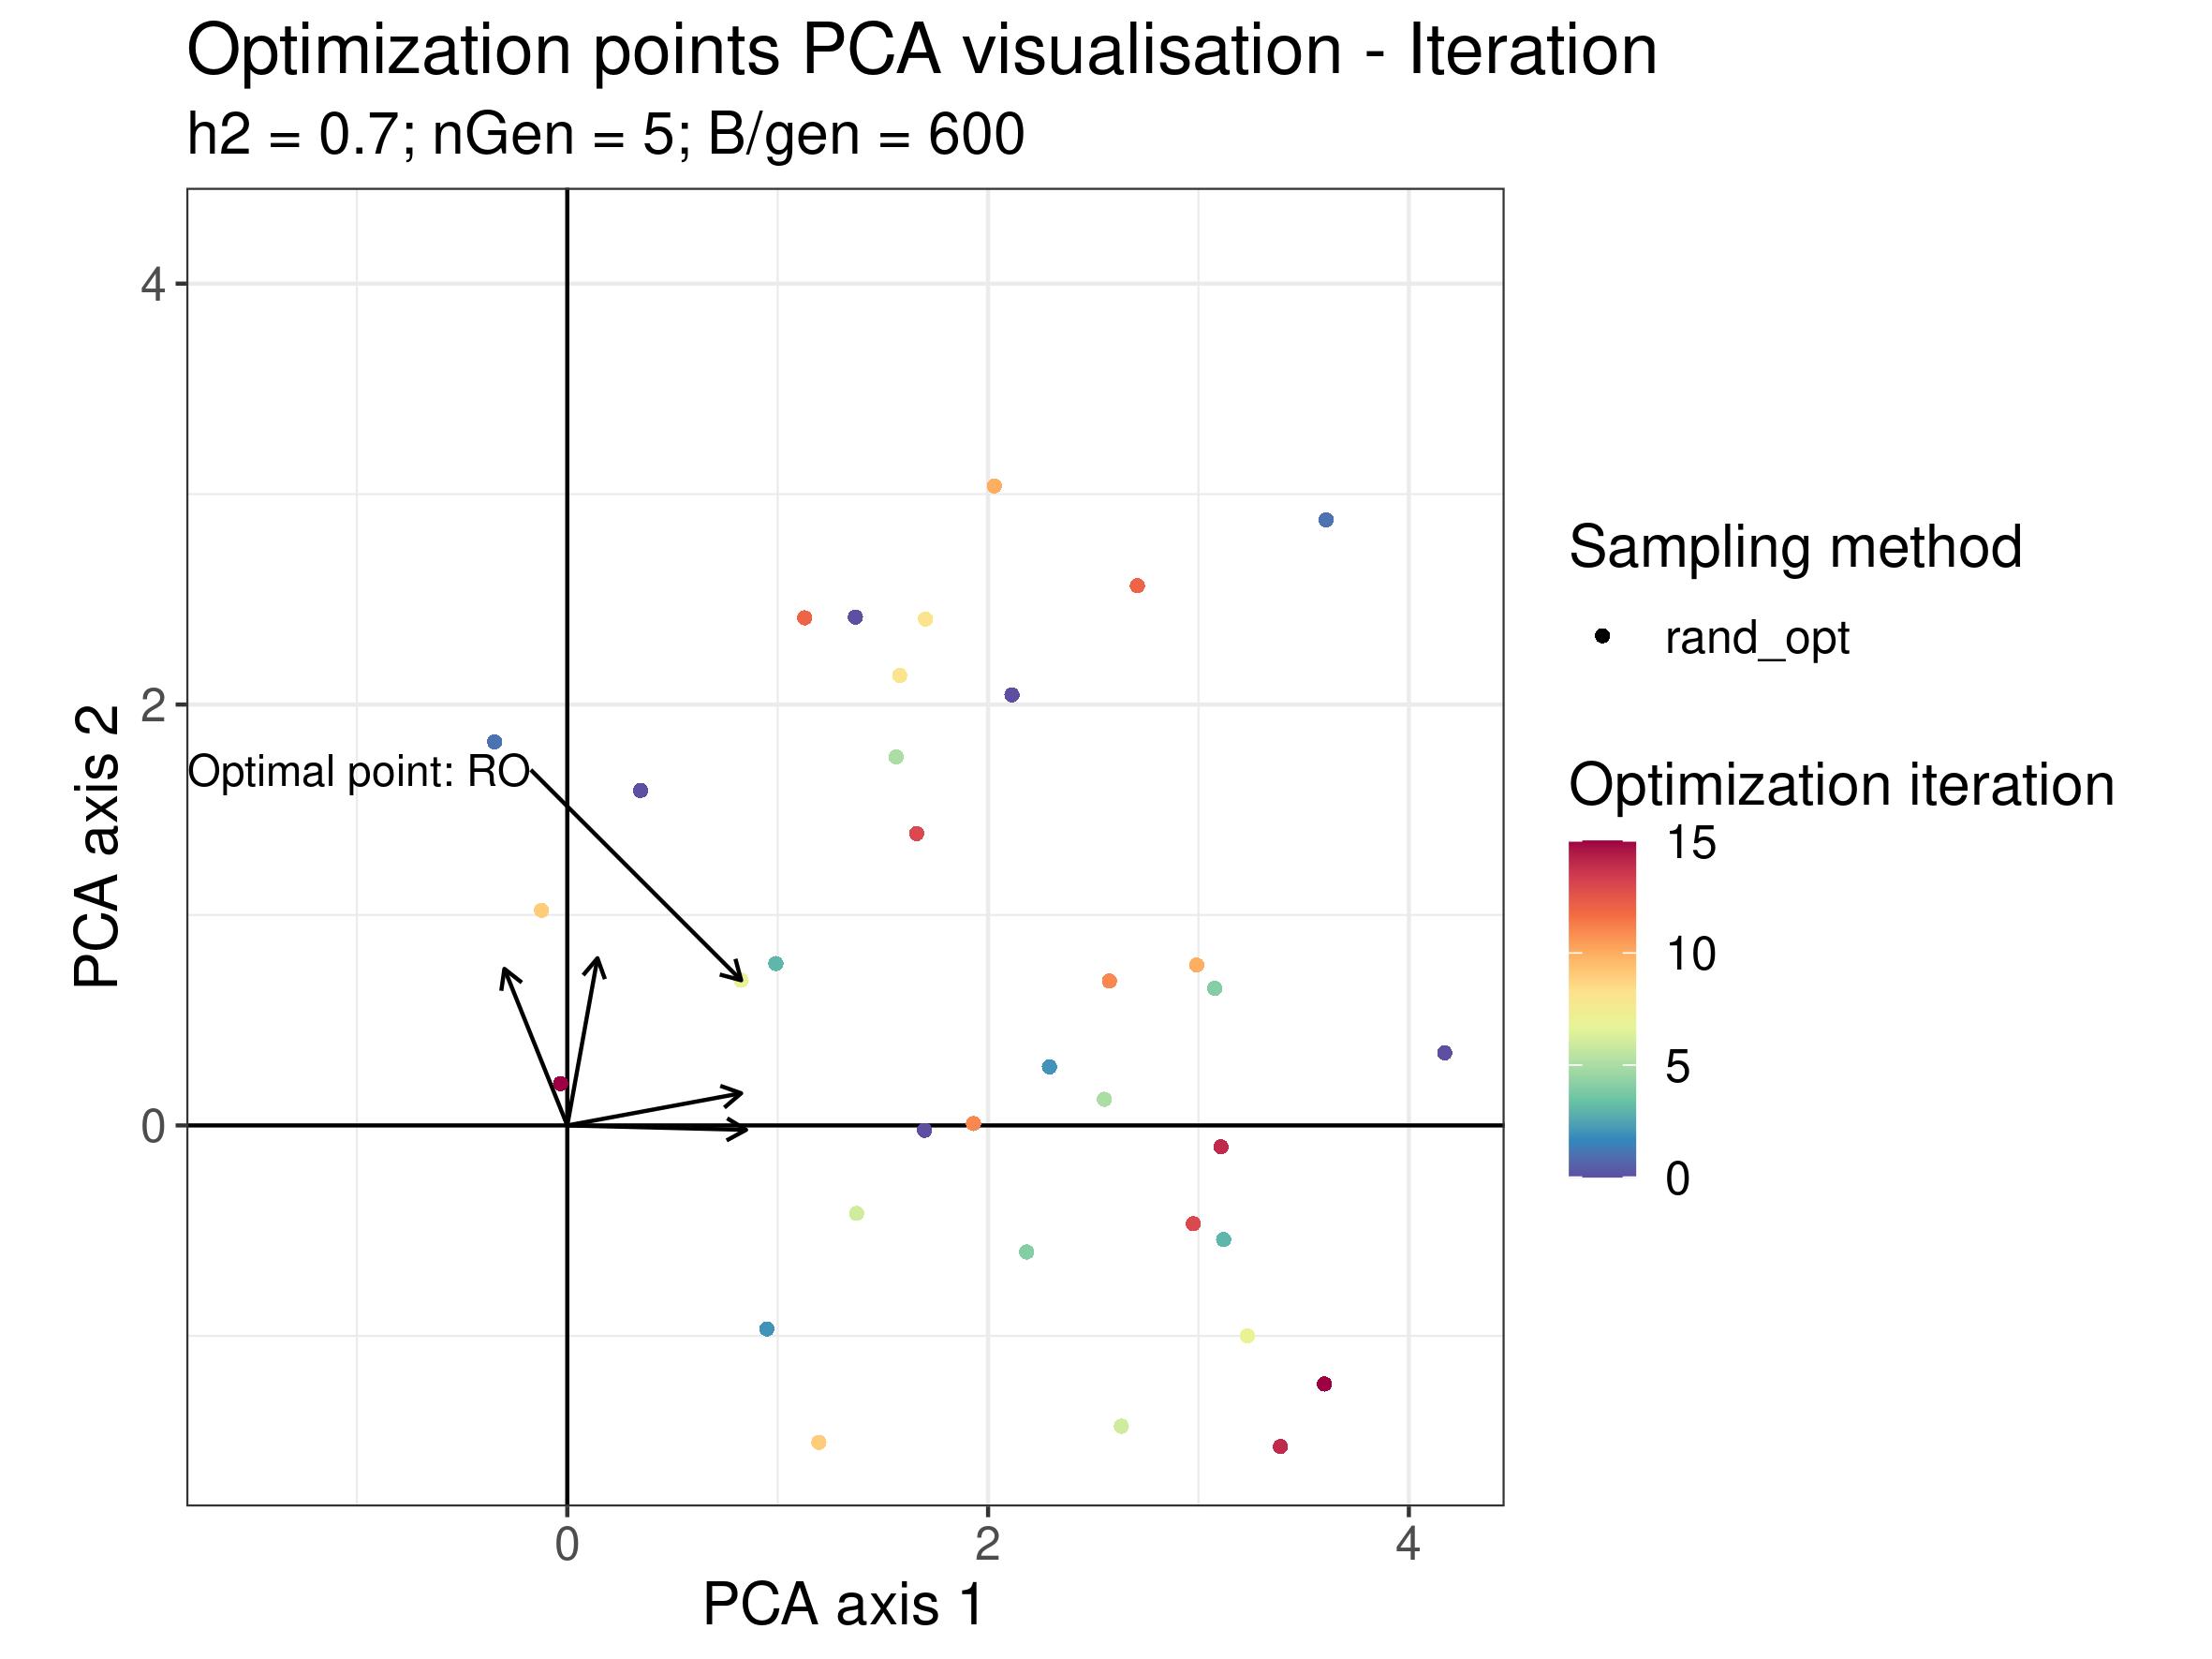 Optimization points PCA visualisation - Iteration
h2 = 0.7; nGen = 5; B/gen = 600
PCA axis 2
4
2
0
Optimal point: RO
0
2
4
PCA axis 1
Sampling method
rand_opt
Optimization iteration
15
10
5
0